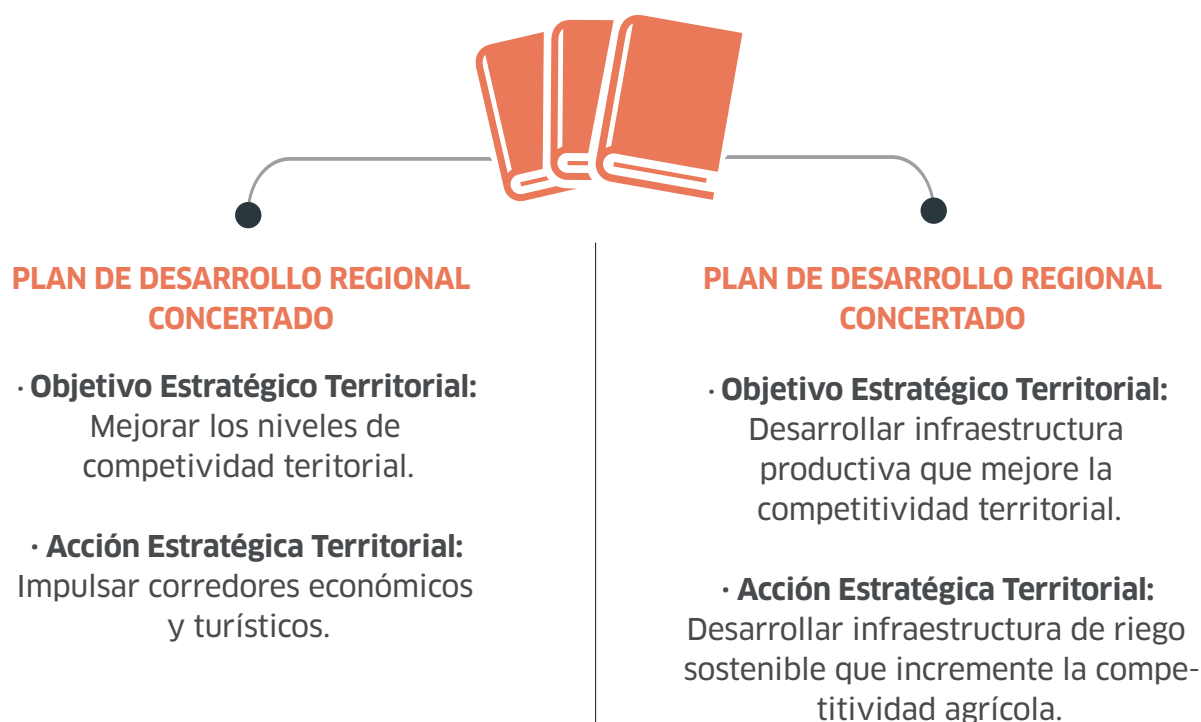 PLAN DE DESARROLLO REGIONAL
CONCERTADO
· Objetivo Estratégico Territorial:
Mejorar los niveles de
competividad teritorial.
· Acción Estratégica Territorial:
Impulsar corredores económicos
y turísticos.
PLAN DE DESARROLLO REGIONAL
CONCERTADO
· Objetivo Estratégico Territorial:
Desarrollar infraestructura
productiva que mejore la
competitividad territorial.
· Acción Estratégica Territorial:
Desarrollar infraestructura de riego
sostenible que incremente la compe-
titividad agrícola.